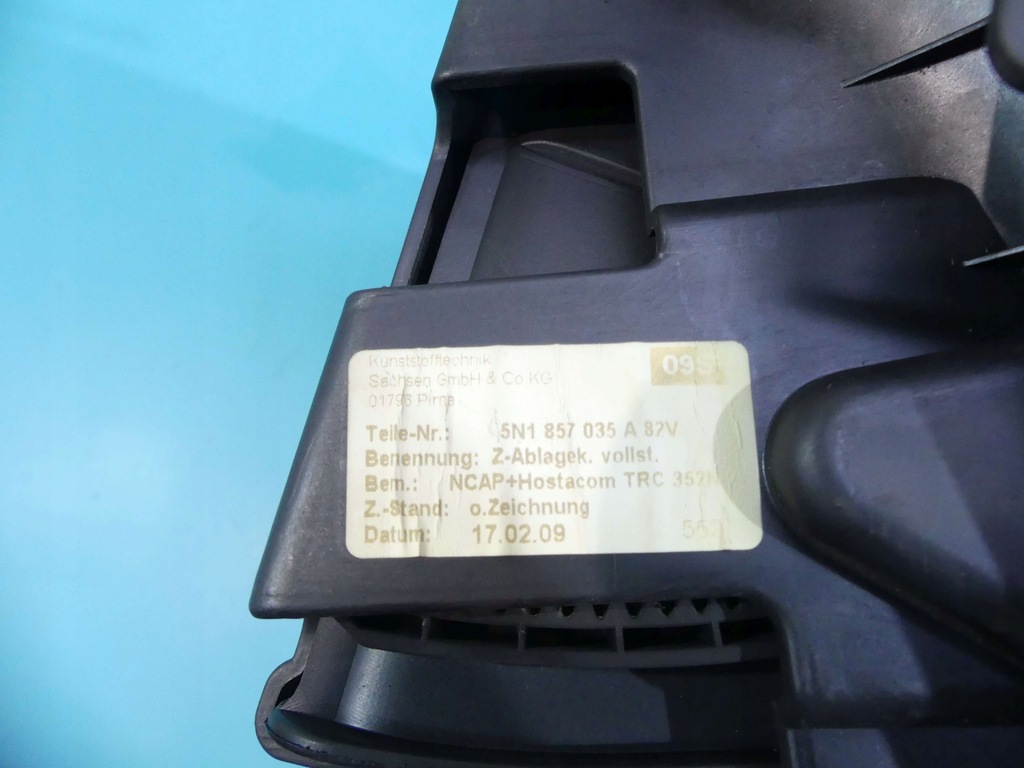 Kunststofftechnik
Sachsen GmbH & Co KG
01796 Pirna
Teile-Nr.: 5N1 857 035 A 82V
Benennung: Z-Ablagek. vollst.
Bem.: NCAP+Hostacom TRC
Z.-Stand: o.Zeichnung
Datum: 17.02.09